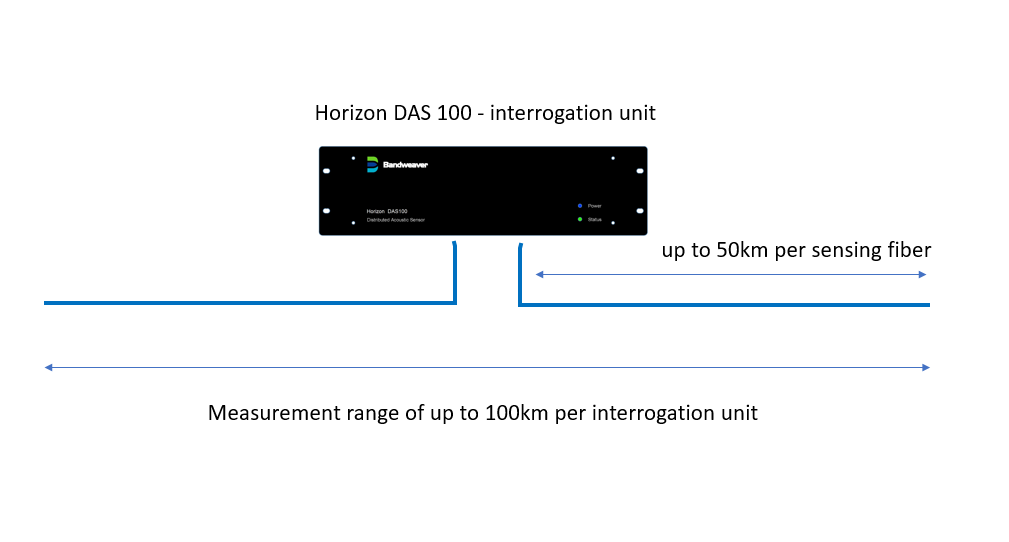 Horizon DAS 100 - interrogation unit
Bandweaver
Horizon DAS100
Distributed Acoustic Sensor
Power
Status
up to 50km per sensing fiber
Measurement range of up to 100km per interrogation unit